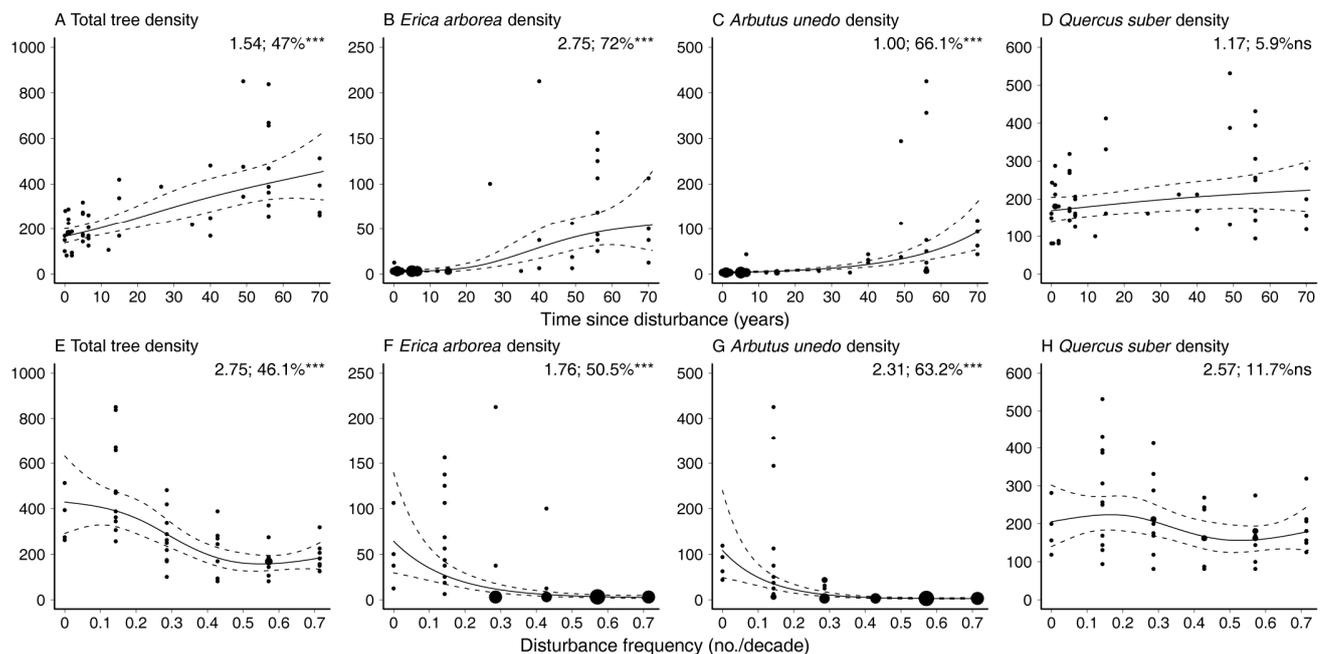 A Total tree density
1.54; 47%***
1000
800
600
400
200
0
0 10 20 30 40 50 60 70
B Erica arborea density
2.75; 72%***
250
200
150
100
50
0
0 10 20 30 40 50 60 70
C Arbutus unedo density
1.00; 66.1%***
500
400
300
200
100
0
0 10 20 30 40 50 60 70
D Quercus suber density
1.17; 5.9%ns
600
500
400
300
200
100
0
0 10 20 30 40 50 60 70
Time since disturbance (years)
E Total tree density
2.75; 46.1%***
1000
800
600
400
200
0
0 0.1 0.2 0.3 0.4 0.5 0.6 0.7
F Erica arborea density
1.76; 50.5%***
250
200
150
100
50
0
0 0.1 0.2 0.3 0.4 0.5 0.6 0.7
G Arbutus unedo density
2.31; 63.2%***
500
400
300
200
100
0
0 0.1 0.2 0.3 0.4 0.5 0.6 0.7
H Quercus suber density
2.57; 11.7%ns
600
500
400
300
200
100
0
0 0.1 0.2 0.3 0.4 0.5 0.6 0.7
Disturbance frequency (no./decade)